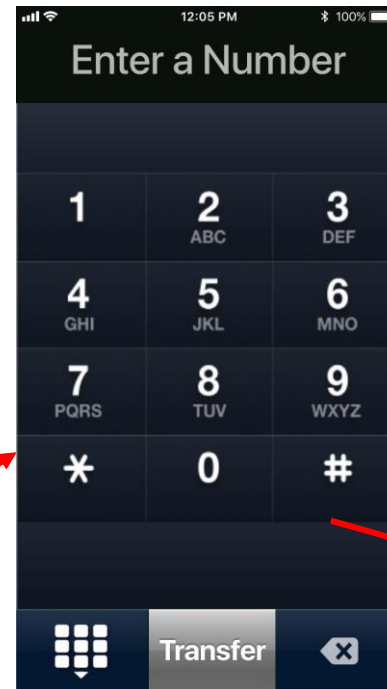 12:05 PM 100%
Enter a Number
1 2 3
ABC DEF
4 5 6
GHI JKL MNO
7 8 9
PQRS TUV WXYZ
* 0 #
Transfer